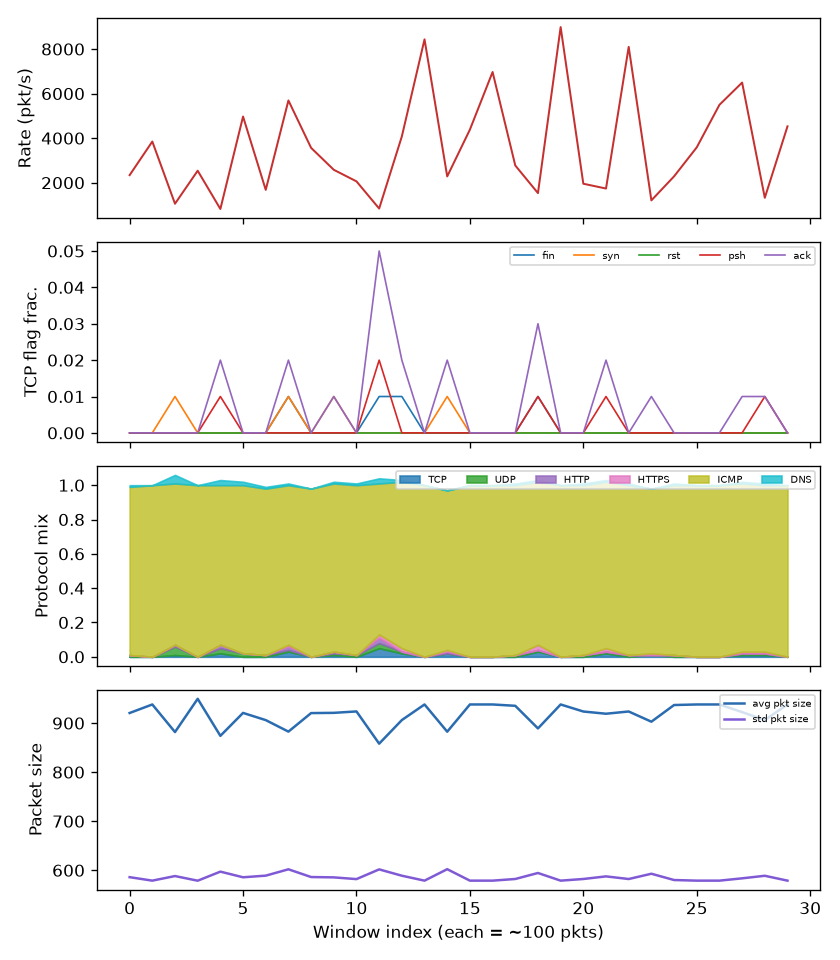 Rate (pkt/s)
8000
6000
4000
2000
TCP flag frac.
0.05
0.04
0.03
0.02
0.01
0.00
fin syn rst psh ack
Protocol mix
1.0
0.8
0.6
0.4
0.2
0.0
TCP UDP HTTP HTTPS ICMP DNS
Packet size
900
800
700
600
avg pkt size
std pkt size
0 5 10 15 20 25 30
Window index (each = ~100 pkts)